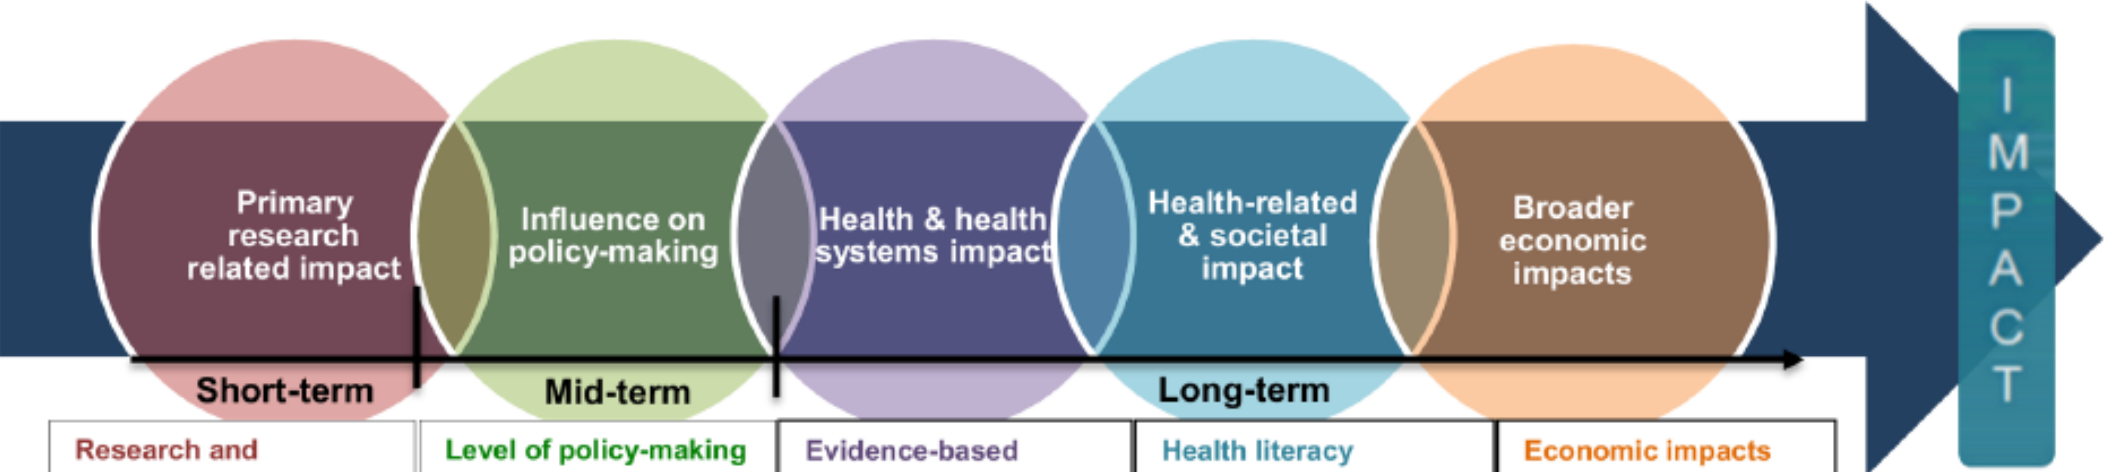 Primary
research
related impact
Influence on
policy-making
Health & health
systems impact
Health-related
& societal
impact
Broader
economic
impacts
I
M
P
A
C
T
Short-term
Mid-term
Long-term
Research and
Level of policy-making
Evidence-based
Health literacy
Economic impacts